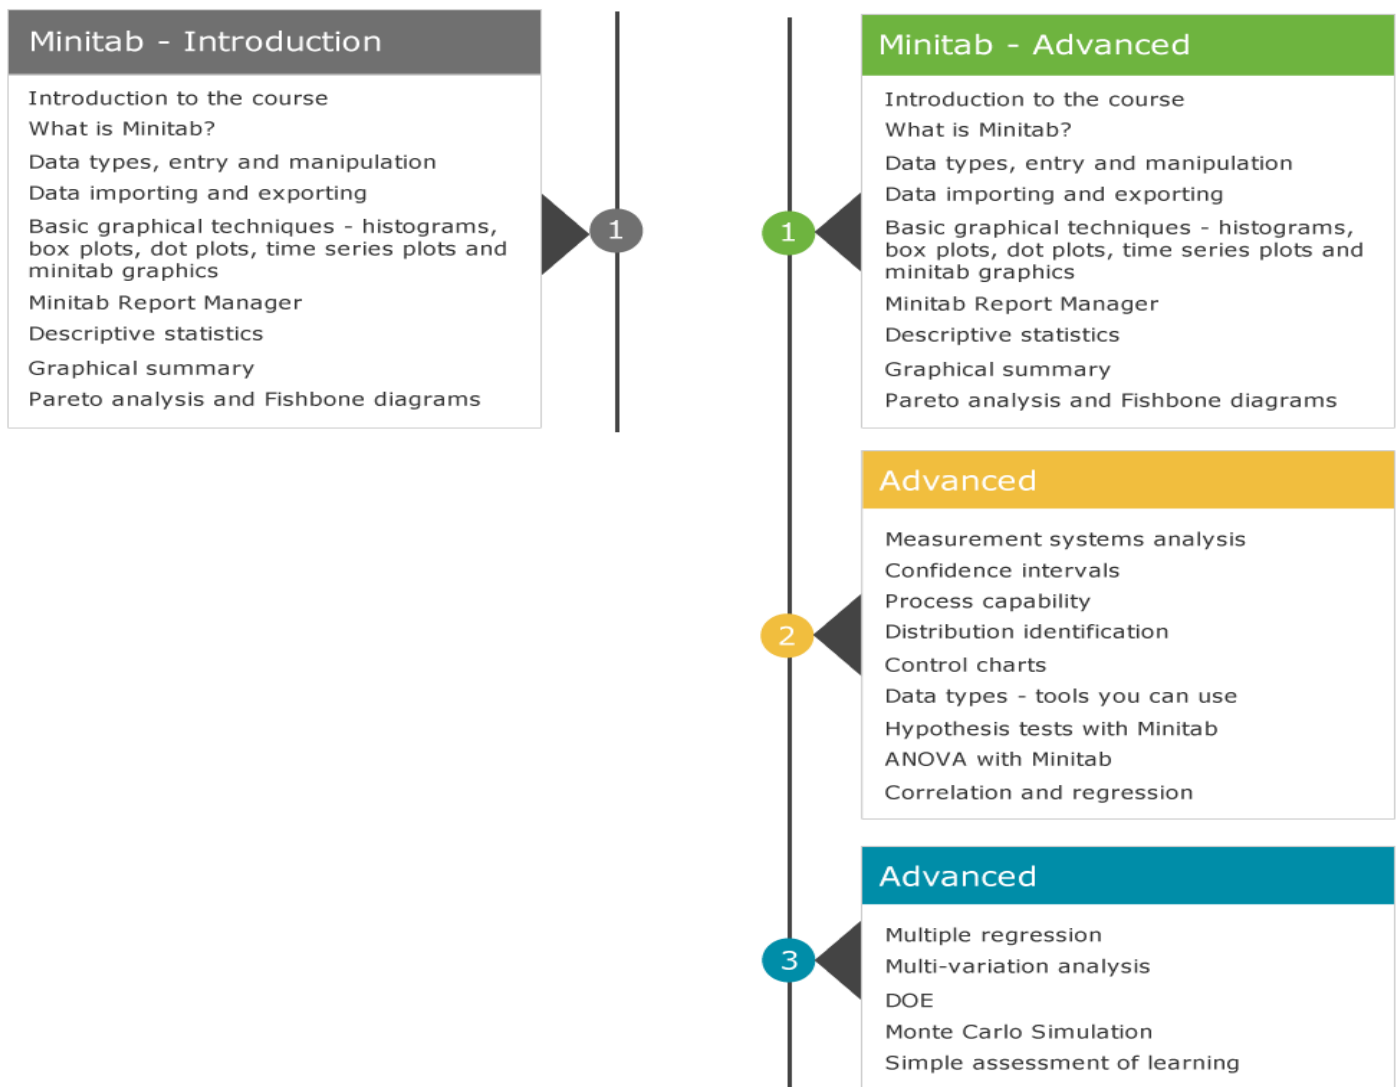 Minitab - Introduction
Introduction to the course
What is Minitab?
Data types, entry and manipulation
Data importing and exporting
Basic graphical techniques - histograms,
box plots, dot plots, time series plots and
minitab graphics
Minitab Report Manager
Descriptive statistics
Graphical summary
Pareto analysis and Fishbone diagrams
1
1
Minitab - Advanced
Introduction to the course
What is Minitab?
Data types, entry and manipulation
Data importing and exporting
Basic graphical techniques - histograms,
box plots, dot plots, time series plots and
minitab graphics
Minitab Report Manager
Descriptive statistics
Graphical summary
Pareto analysis and Fishbone diagrams
2
Advanced
Measurement systems analysis
Confidence intervals
Process capability
Distribution identification
Control charts
Data types - tools you can use
Hypothesis tests with Minitab
ANOVA with Minitab
Correlation and regression
3
Advanced
Multiple regression
Multi-variation analysis
DOE
Monte Carlo Simulation
Simple assessment of learning